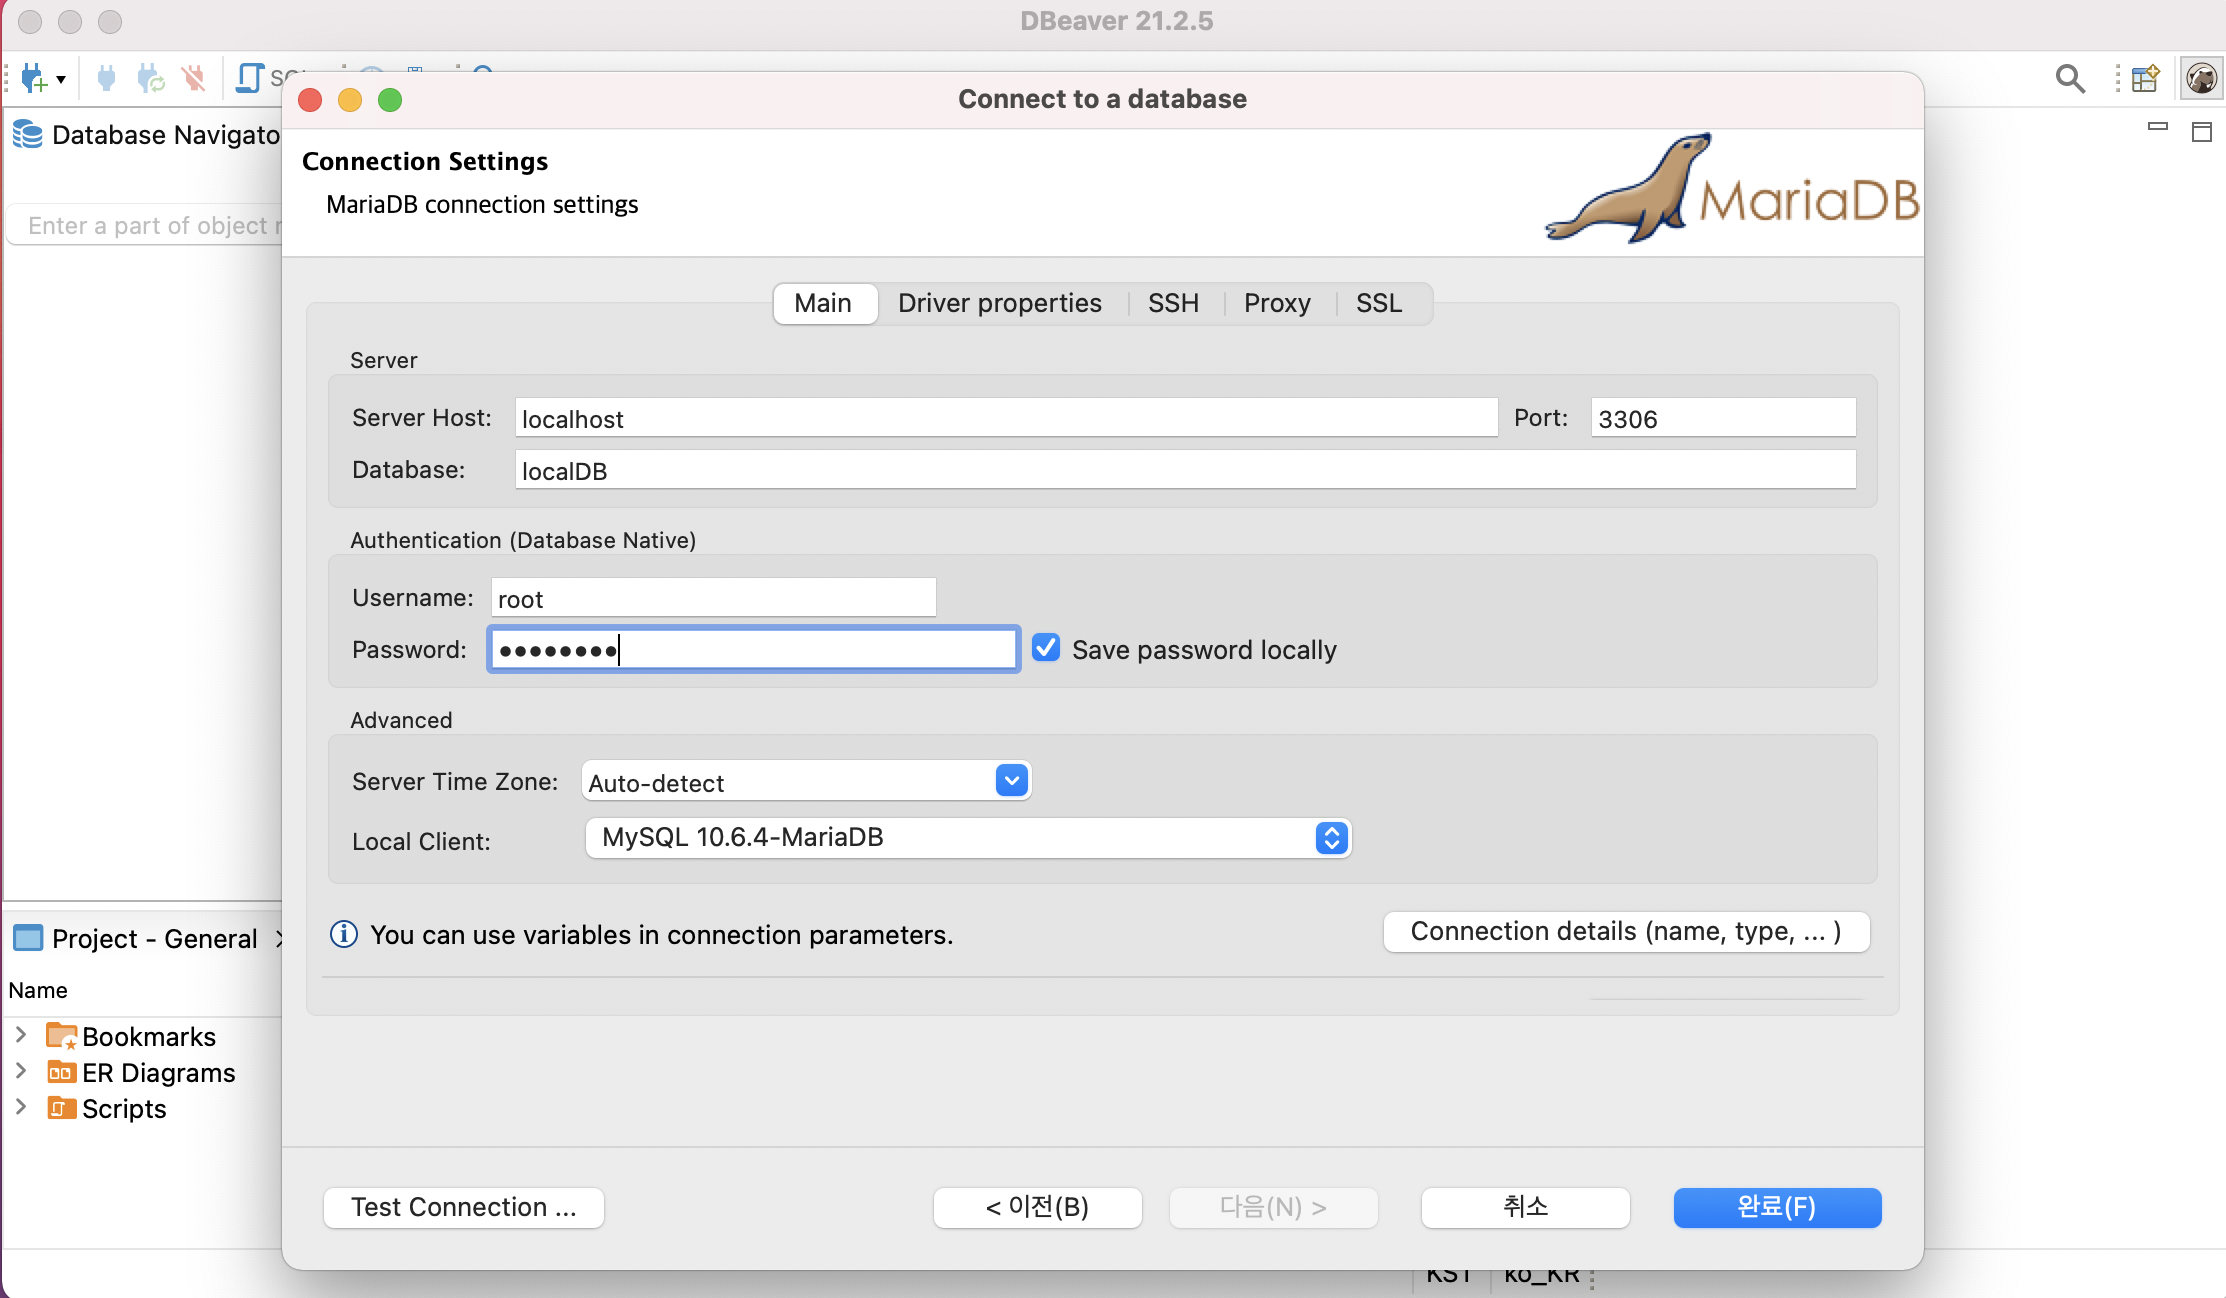 DBeaver 21.2.5
Connect to a database
Database Navigato
Enter a part of object
Connection Settings
MariaDB connection settings
MariaDB
Main
Driver properties
SSH
Proxy
SSL
Server
Server Host:
localhost
Port:
3306
Database:
localDB
Authentication (Database Native)
Username:
root
Password:
••••••••
Save password locally
Advanced
Server Time Zone:
Auto-detect
Local Client:
MySQL 10.6.4-MariaDB
You can use variables in connection parameters.
Connection details (name, type, ... )
Project - General
Name
Bookmarks
ER Diagrams
Scripts
Test Connection ...
< 이전(B)
다음(N) >
취소
완료(F)
KST
ko_KR